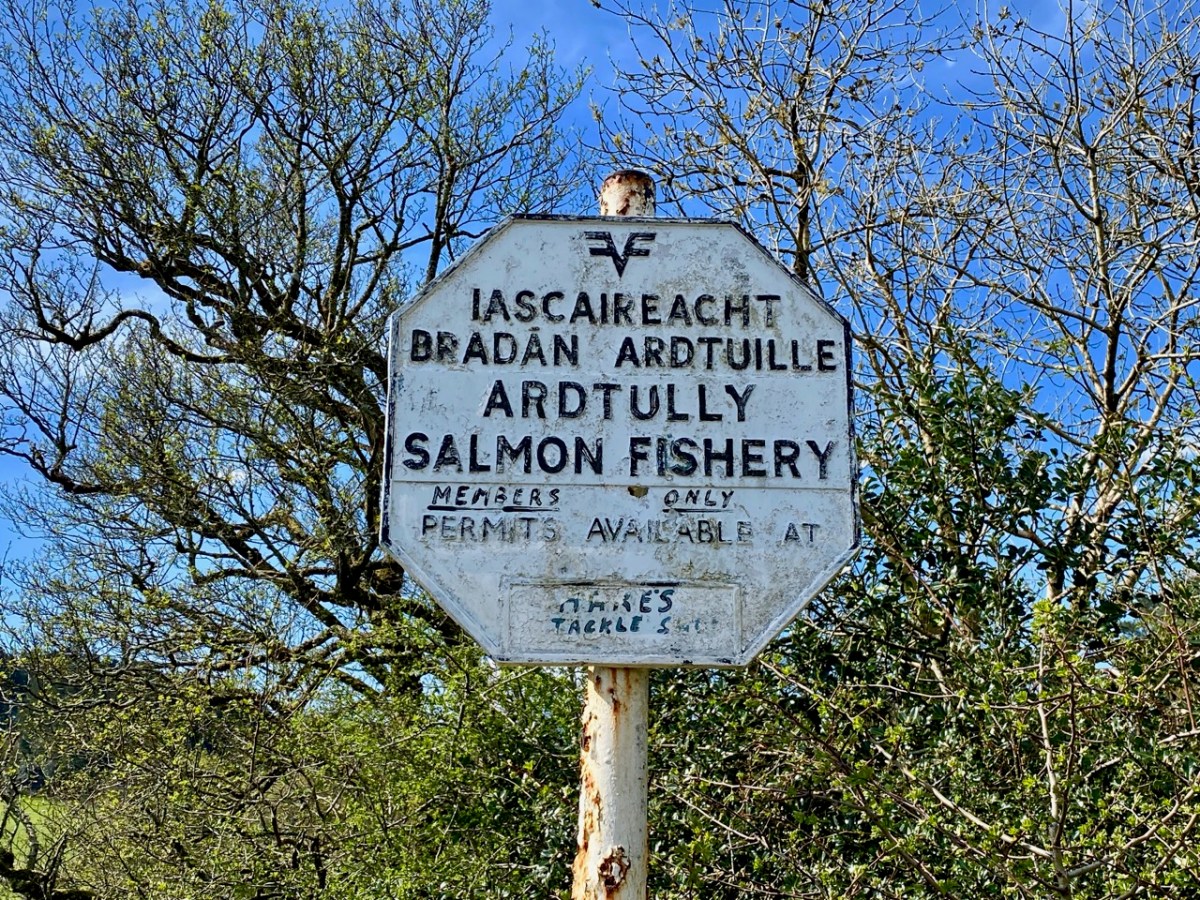 IASCAIREACHT
BRADÁN ARDTUILLE
ARDTULLY
SALMON FISHERY
MEMBERS ONLY
PERMITS AVAILABLE AT
TACKLE